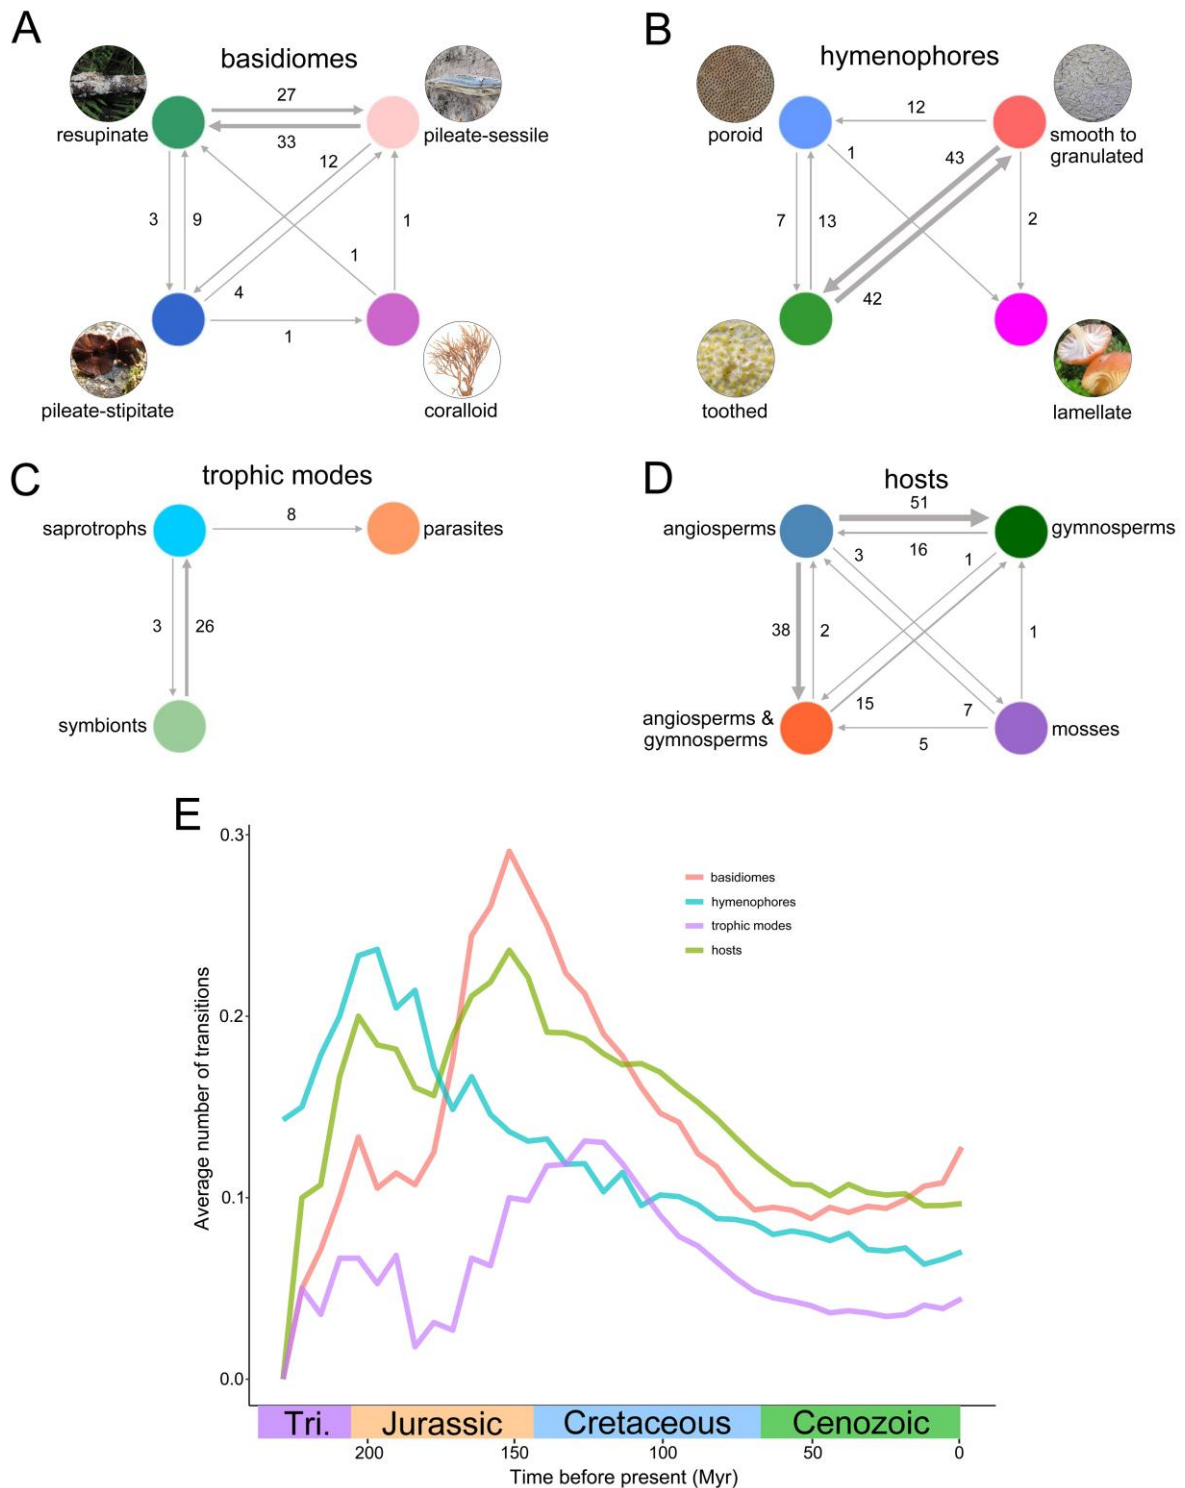 A
basidiomes
resupinate
pileate-sessile
27
33
12
3
9
1
1
4
1
pileate-stipitate
coralloid
B
hymenophores
poroid
smooth to
granulated
12
1
43
7
13
2
42
toothed
lamellate
C
trophic modes
saprotrophs
parasites
8
3
26
symbionts
D
hosts
angiosperms
gymnosperms
51
16
3
1
38
2
1
15
7
5
angiosperms &
gymnosperms
mosses
E
0.3
0.2
0.1
0.0
Average number of transitions
basidiomes
hymenophores
trophic modes
hosts
Tri.
Jurassic
Cretaceous
Cenozoic
200
150
100
50
0
Time before present (Myr)